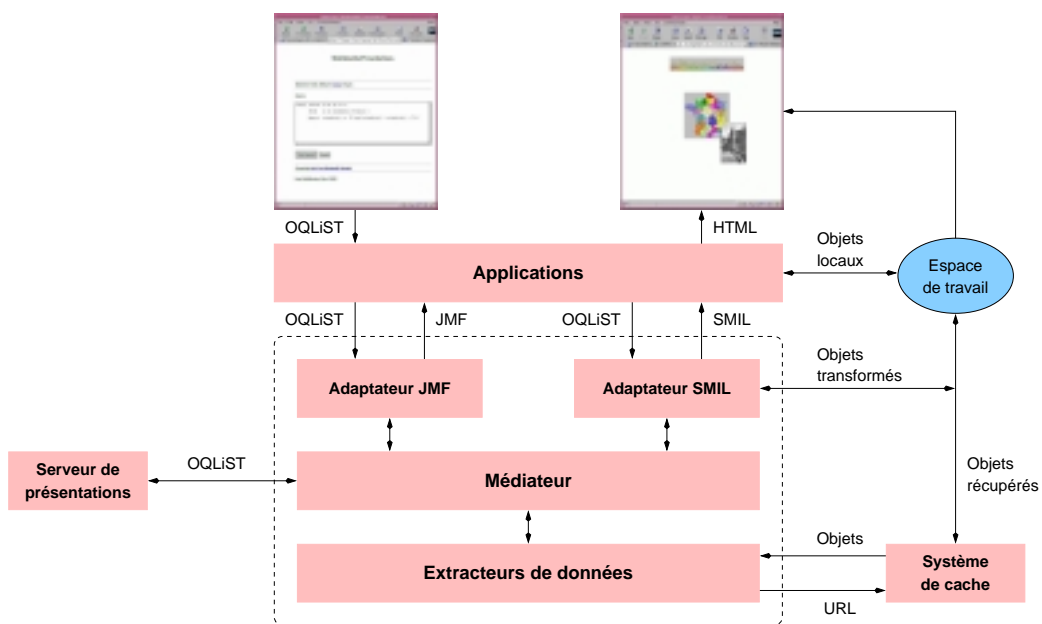 OQLiST
HTML
Objets
locaux
Applications
Espace
de travail
OQLiST
JMF
OQLiST
SMIL
Objets
transformés
Adaptateur JMF
Adaptateur SMIL
OQLiST
Serveur de
présentations
Médiateur
Objets
récupérés
Objets
Extracteurs de données
Système
de cache
URL